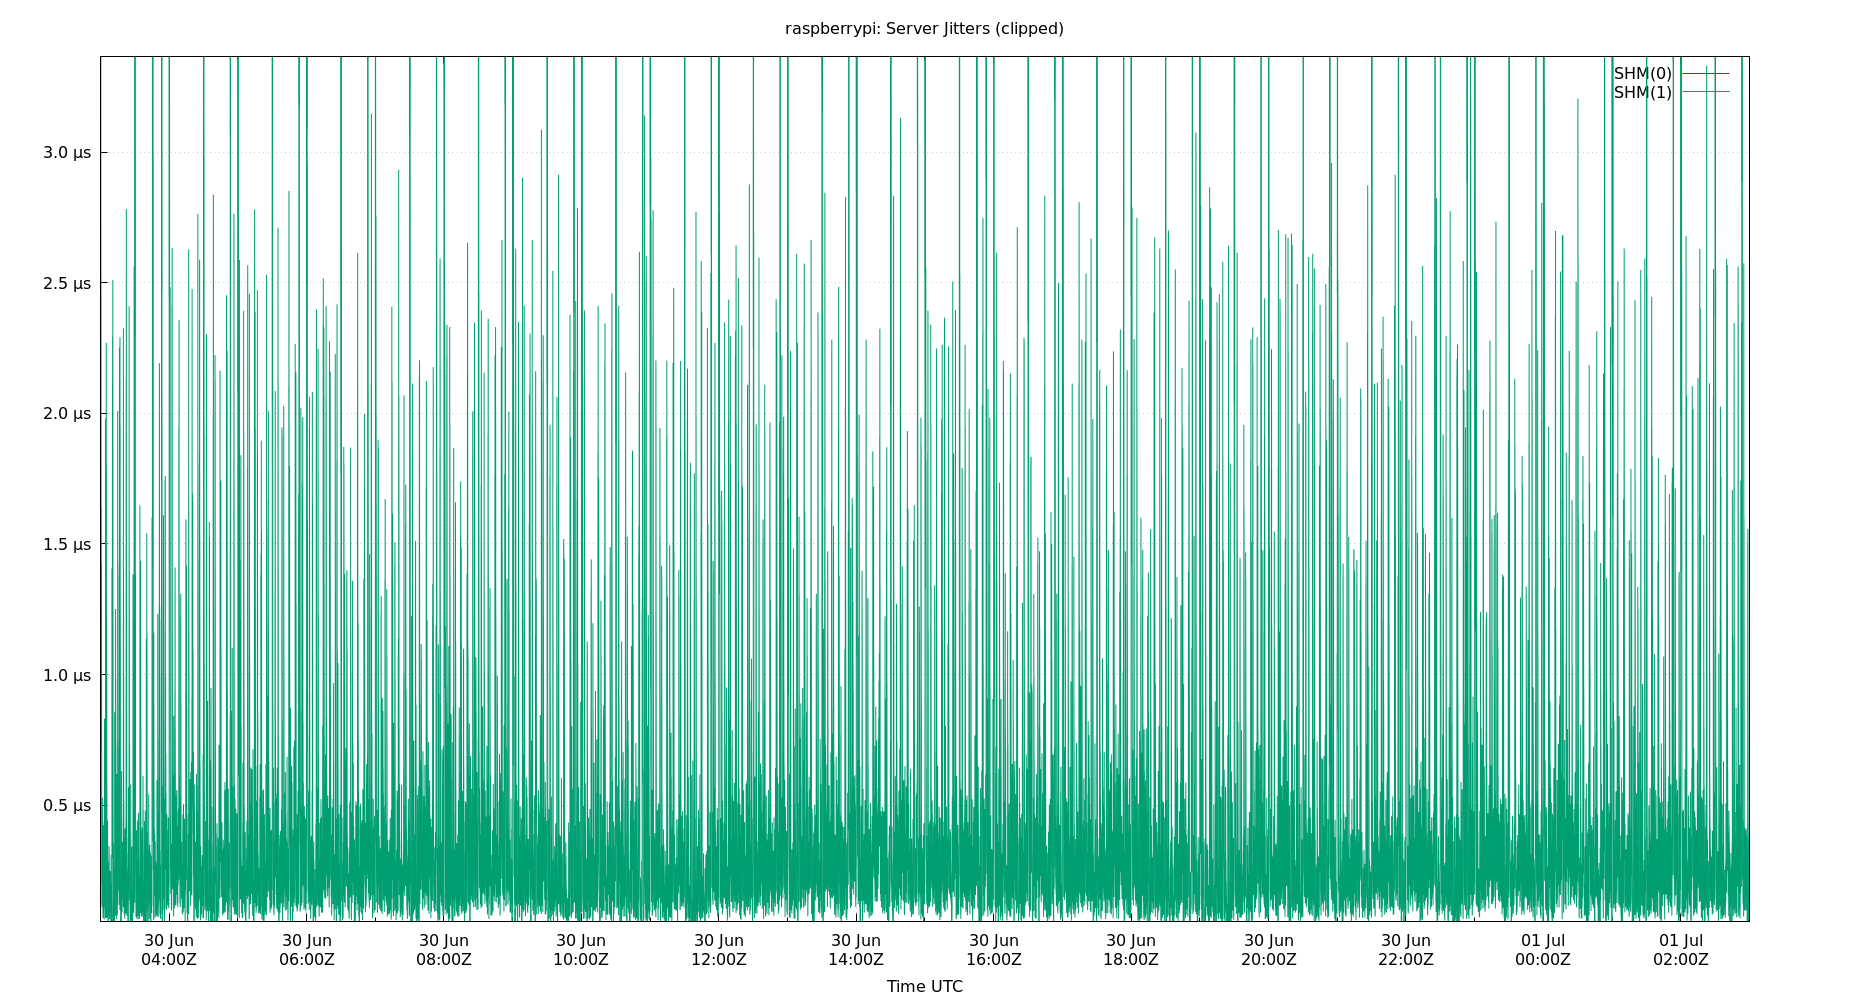 raspberrypi: Server Jitters (clipped)
SHM(0)
SHM(1)
3.0 µs
2.5 µs
2.0 µs
1.5 µs
1.0 µs
0.5 µs
30 Jun 30 Jun 30 Jun 30 Jun 30 Jun 30 Jun 30 Jun 30 Jun 30 Jun 30 Jun 01 Jul 01 Jul
04:00Z 06:00Z 08:00Z 10:00Z 12:00Z 14:00Z 16:00Z 18:00Z 20:00Z 22:00Z 00:00Z 02:00Z
Time UTC